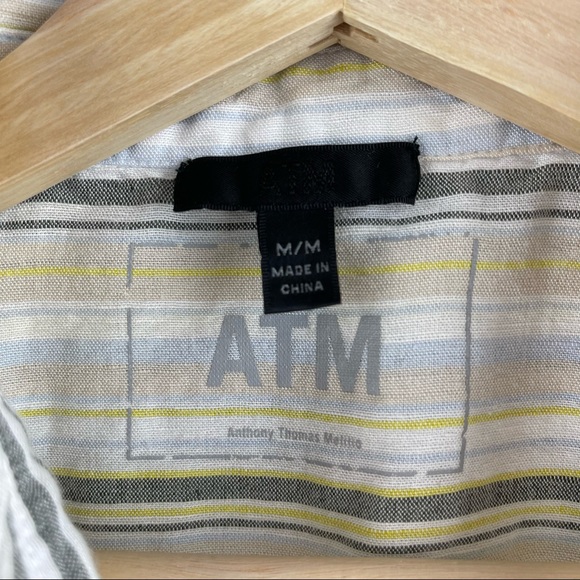 M/M
MADE IN
CHINA
ATM
Anthony Thomas Melillo